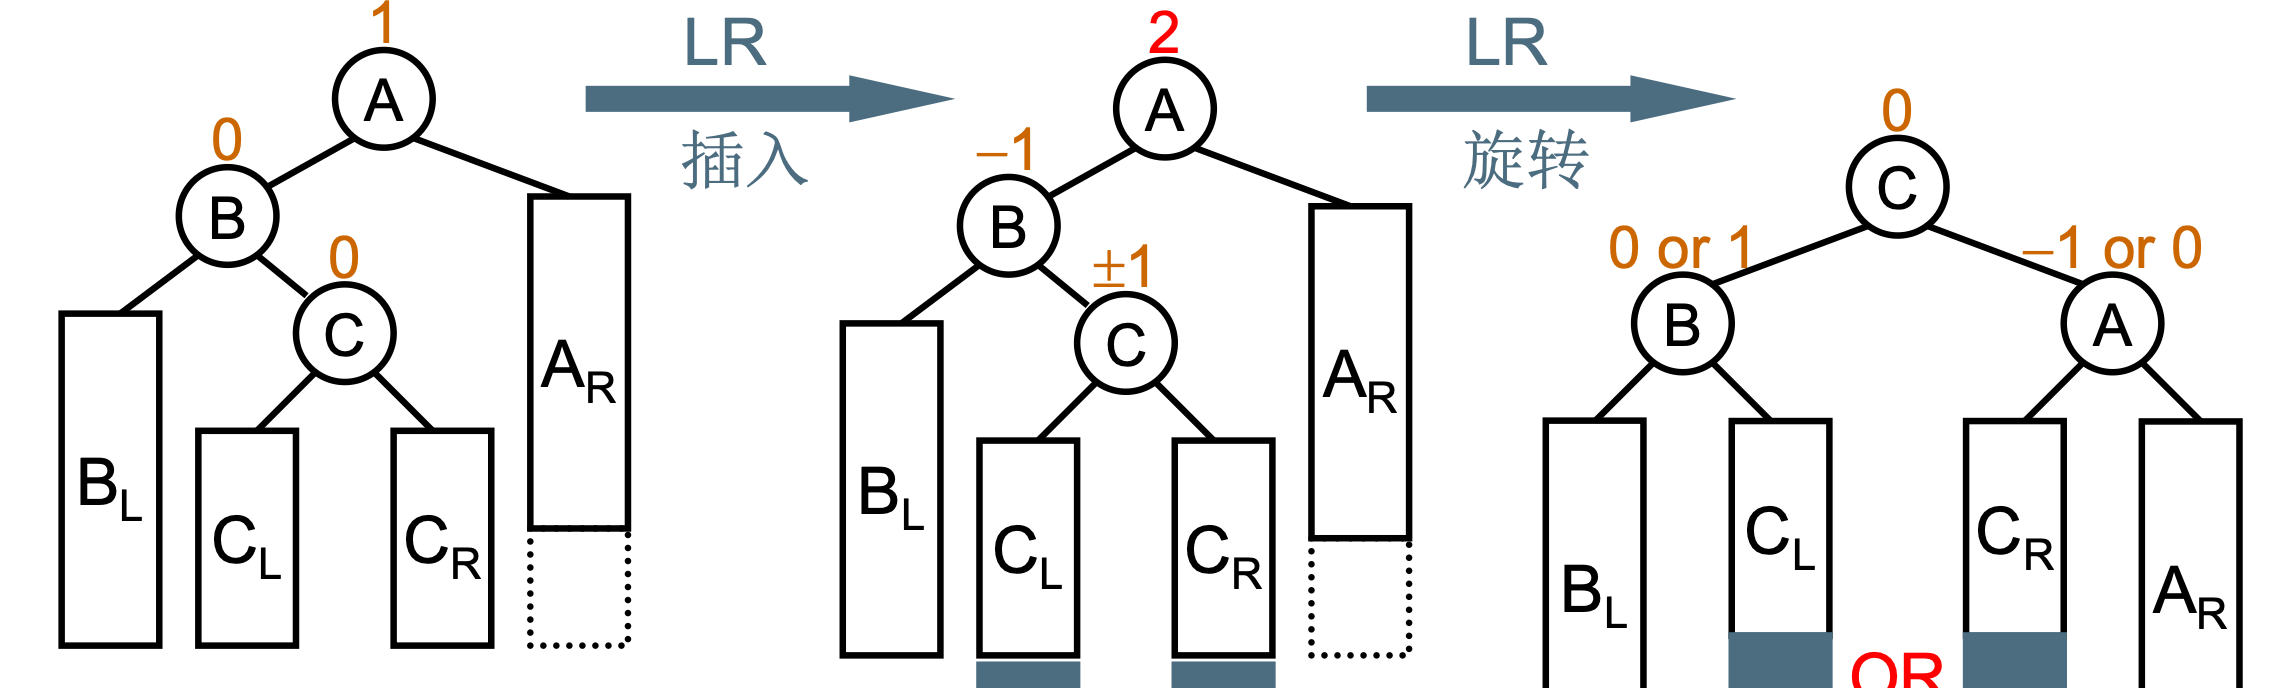 1
A
0
B
0
C
B_L
C_L
C_R
A_R
LR
插入
2
A
–1
B
±1
C
B_L
C_L
C_R
A_R
LR
旋转
0
C
0 or 1
–1 or 0
B
A
B_L
C_L
C_R
A_R
OR